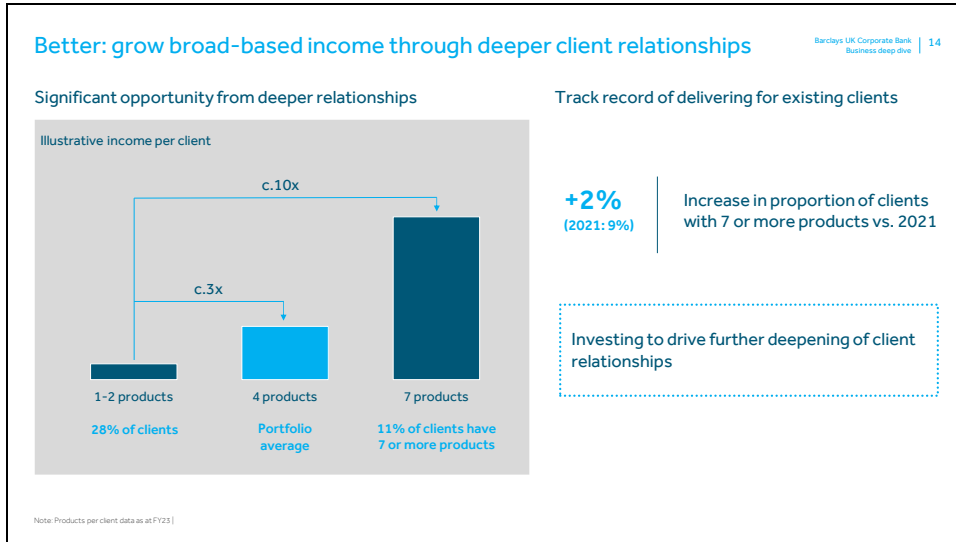 Better: grow broad-based income through deeper client relationships
Barclays UK Corporate Bank
Business deep dive
14
Significant opportunity from deeper relationships
Illustrative income per client
c.10x
c.3x
1-2 products
4 products
7 products
28% of clients
Portfolio
average
11% of clients have
7 or more products
Track record of delivering for existing clients
+2%
(2021: 9%)
Increase in proportion of clients
with 7 or more products vs. 2021
Investing to drive further deepening of client
relationships
Note: Products per client data as at FY23 |